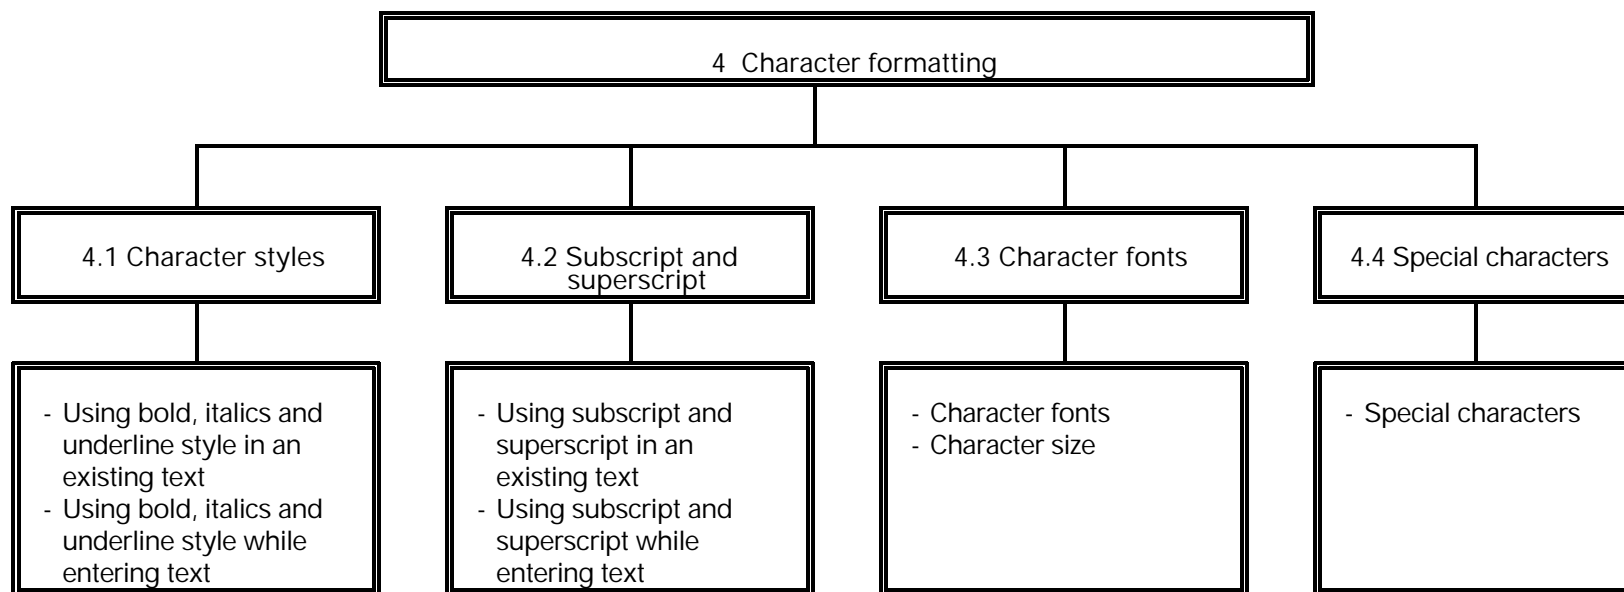 4 Character formatting
4.1 Character styles
4.2 Subscript and
superscript
4.3 Character fonts
4.4 Special characters
- Using bold, italics and
underline style in an
existing text
- Using bold, italics and
underline style while
entering text
- Using subscript and
superscript in an
existing text
- Using subscript and
superscript while
entering text
- Character fonts
- Character size
- Special characters